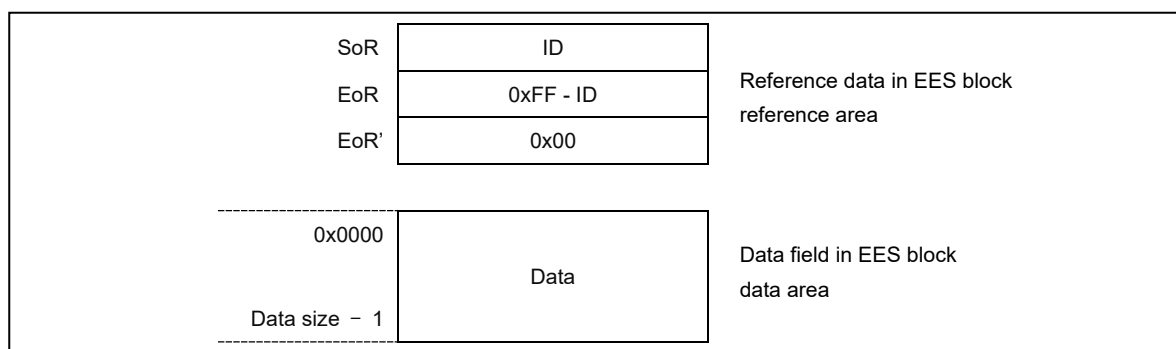 SoR ID
EoR 0xFF - ID
EoR’ 0x00
Reference data in EES block
reference area
0x0000
Data
Data size － 1
Data field in EES block
data area